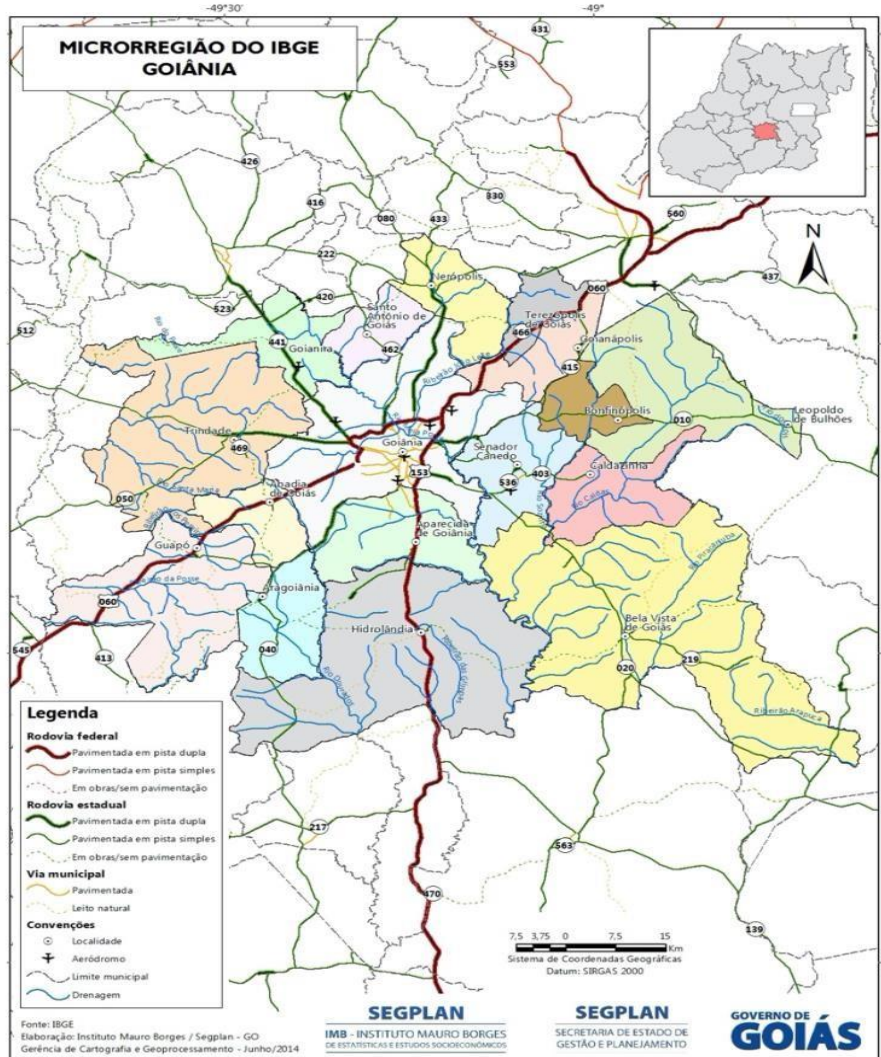 -49°30'
-49°
MICRORREGIÃO DO IBGE
GOIÂNIA
431
553
426
416
080
433
330
560
222
N
437
060
Nerópolis
523
420
Santo
Antônio de
Goiás
Terezópolis
de Goiás
512
441
Goianira
462
466
Goianápolis
415
Bonfinópolis
010
Leopoldo
de Bulhões
Trindade
469
Goiânia
Senador
Canedo
153
403
Caldazinha
536
Abadia
de Goiás
050
Rio Caldas
Guapó
Aparecida
de Goiânia
060
Aragoiânia
Hidrolândia
Bela Vista
de Goiás
545
413
040
020
219
Rio Dourados
Ribeirão Arapuca
Legenda
Rodovia federal
Pavimentada em pista dupla
Pavimentada em pista simples
Em obras/sem pavimentação
Rodovia estadual
Pavimentada em pista dupla
Pavimentada em pista simples
Em obras/sem pavimentação
Via municipal
Pavimentada
Leito natural
Convenções
Localidade
Aeródromo
Limite municipal
Drenagem
217
563
470
139
7,5 3,75 0 7,5 15
Km
Sistema de Coordenadas Geográficas
Datum: SIRGAS 2000
Fonte: IBGE
Elaboração: Instituto Mauro Borges / Segplan - GO
Gerência de Cartografia e Geoprocessamento - Junho/2014
SEGPLAN
IMB - INSTITUTO MAURO BORGES
DE ESTATÍSTICAS E ESTUDOS SOCIOECONÔMICOS
SEGPLAN
SECRETARIA DE ESTADO DE
GESTÃO E PLANEJAMENTO
GOVERNO DE
GOIÁS